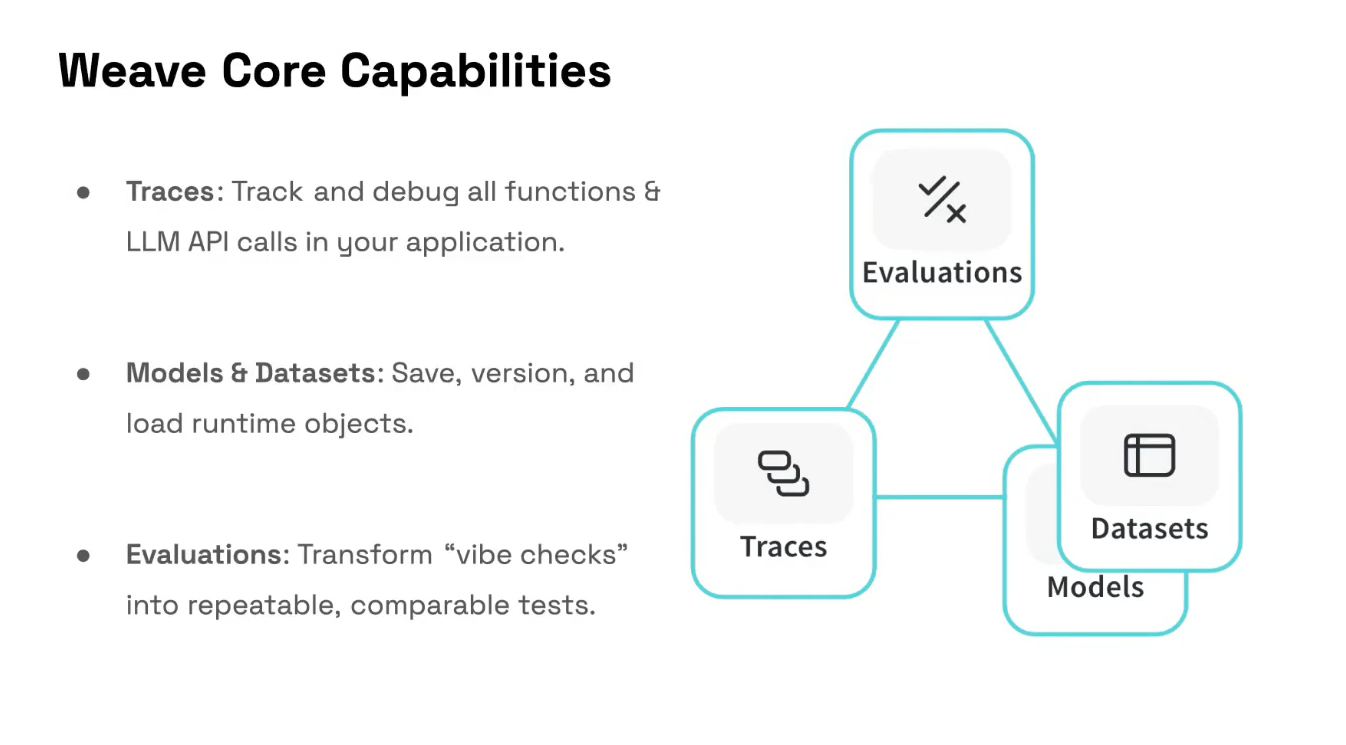 Weave Core Capabilities
● Traces: Track and debug all functions &
LLM API calls in your application.
● Models & Datasets: Save, version, and
load runtime objects.
● Evaluations: Transform “vibe checks”
into repeatable, comparable tests.
Evaluations
Traces
Datasets
Models